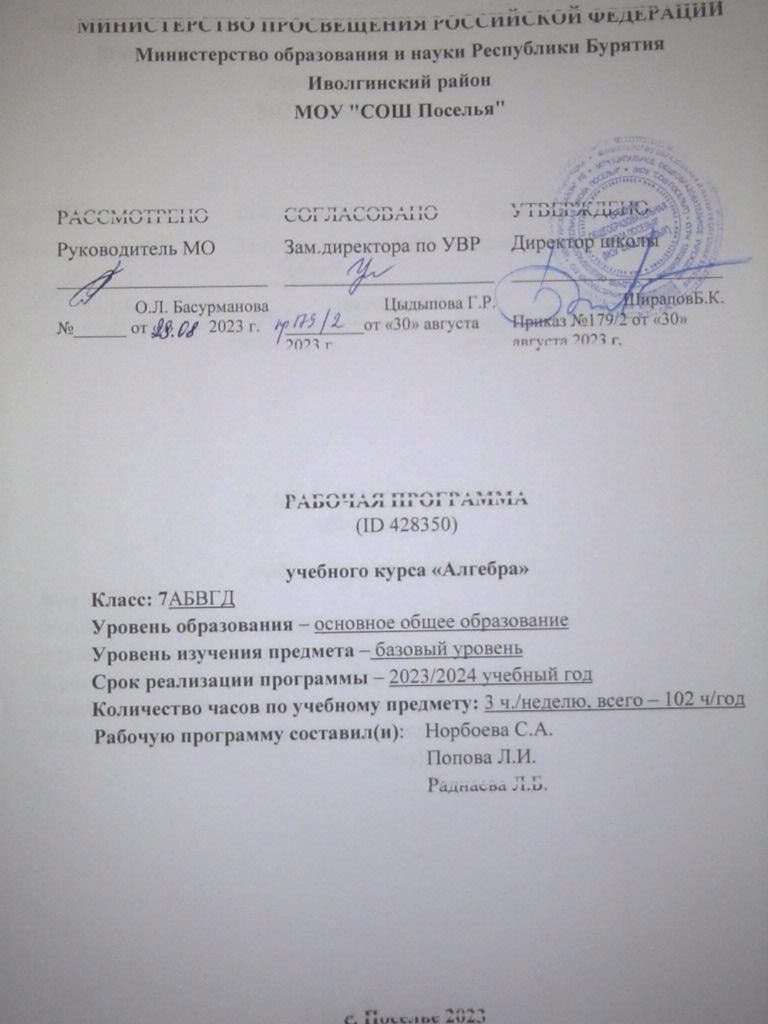 МИНИСТЕРСТВО ПРОСВЕЩЕНИЯ РОССИЙСКОЙ ФЕДЕРАЦИИ
Министерство образования и науки Республики Бурятия
Иволгинский район
МОУ "СОШ Поселья"
РАССМОТРЕНО
Руководитель МО
О.Л. Басурманова
№______ от 29.08 2023 г.
СОГЛАСОВАНО
Зам.директора по УВР
Цыдыпова Г.Р.
пр179/2 от «30» августа
2023 г.
УТВЕРЖДЕНО
Директор школы
ШираповБ.К.
Приказ №179/2 от «30»
августа 2023 г.
РАБОЧАЯ ПРОГРАММА
(ID 428350)
учебного курса «Алгебра»
Класс: 7АБВГД
Уровень образования – основное общее образование
Уровень изучения предмета – базовый уровень
Срок реализации программы – 2023/2024 учебный год
Количество часов по учебному предмету: 3 ч./неделю, всего – 102 ч/год
Рабочую программу составил(и): Норбоева С.А.
Попова Л.И.
Раднаева Л.Б.
с. Поселье 2023